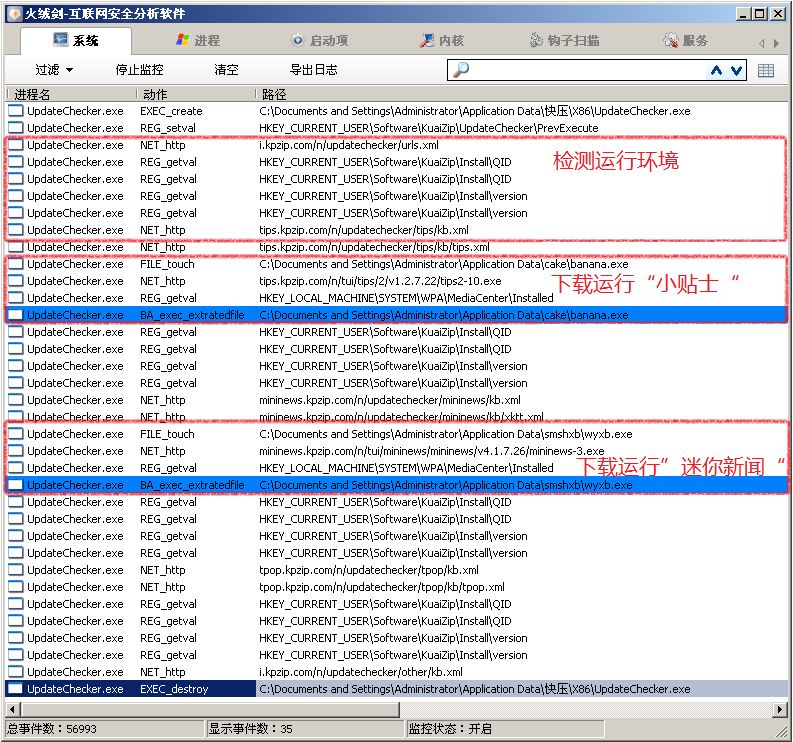 火绒剑-互联网安全分析软件
系统 进程 启动项 内核 钩子扫描 服务
过滤 停止监控 清空 导出日志
进程名 动作 路径
UpdateChecker.exe EXEC_create C:\Documents and Settings\Administrator\Application Data\快压\X86\UpdateChecker.exe
UpdateChecker.exe REG_setval HKEY_CURRENT_USER\Software\KuaiZip\UpdateChecker\PrevExecute
UpdateChecker.exe NET_http i.kpzip.com/n/updatechecker/urls.xml
UpdateChecker.exe REG_getval HKEY_CURRENT_USER\Software\KuaiZip\Install\QID
检测运行环境
UpdateChecker.exe REG_getval HKEY_CURRENT_USER\Software\KuaiZip\Install\QID
UpdateChecker.exe REG_getval HKEY_CURRENT_USER\Software\KuaiZip\Install\version
UpdateChecker.exe REG_getval HKEY_CURRENT_USER\Software\KuaiZip\Install\version
UpdateChecker.exe NET_http tips.kpzip.com/n/updatechecker/tips/kb.xml
UpdateChecker.exe NET_http tips.kpzip.com/n/updatechecker/tips/kb/tips.xml
UpdateChecker.exe FILE_touch C:\Documents and Settings\Administrator\Application Data\cake\banana.exe
UpdateChecker.exe NET_http tips.kpzip.com/n/tui/tips/2/v1.2.7.22/tips2-10.exe
下载运行“小贴士“
UpdateChecker.exe REG_getval HKEY_LOCAL_MACHINE\SYSTEM\WPA\MediaCenter\Installed
UpdateChecker.exe BA_exec_extratedfile C:\Documents and Settings\Administrator\Application Data\cake\banana.exe
UpdateChecker.exe REG_getval HKEY_CURRENT_USER\Software\KuaiZip\Install\QID
UpdateChecker.exe REG_getval HKEY_CURRENT_USER\Software\KuaiZip\Install\QID
UpdateChecker.exe REG_getval HKEY_CURRENT_USER\Software\KuaiZip\Install\version
UpdateChecker.exe REG_getval HKEY_CURRENT_USER\Software\KuaiZip\Install\version
UpdateChecker.exe NET_http mininews.kpzip.com/n/updatechecker/mininews/kb.xml
UpdateChecker.exe NET_http mininews.kpzip.com/n/updatechecker/mininews/kb/xktt.xml
UpdateChecker.exe FILE_touch C:\Documents and Settings\Administrator\Application Data\smshxb\wyxb.exe
UpdateChecker.exe NET_http mininews.kpzip.com/n/tui/mininews/mininews/v4.1.7.26/mininews-3.exe
UpdateChecker.exe REG_getval HKEY_LOCAL_MACHINE\SYSTEM\WPA\MediaCenter\Installed
下载运行”迷你新闻“
UpdateChecker.exe BA_exec_extratedfile C:\Documents and Settings\Administrator\Application Data\smshxb\wyxb.exe
UpdateChecker.exe REG_getval HKEY_CURRENT_USER\Software\KuaiZip\Install\QID
UpdateChecker.exe REG_getval HKEY_CURRENT_USER\Software\KuaiZip\Install\QID
UpdateChecker.exe REG_getval HKEY_CURRENT_USER\Software\KuaiZip\Install\version
UpdateChecker.exe REG_getval HKEY_CURRENT_USER\Software\KuaiZip\Install\version
UpdateChecker.exe NET_http tpop.kpzip.com/n/updatechecker/tpop/kb.xml
UpdateChecker.exe NET_http tpop.kpzip.com/n/updatechecker/tpop/kb/tpop.xml
UpdateChecker.exe REG_getval HKEY_CURRENT_USER\Software\KuaiZip\Install\QID
UpdateChecker.exe REG_getval HKEY_CURRENT_USER\Software\KuaiZip\Install\QID
UpdateChecker.exe REG_getval HKEY_CURRENT_USER\Software\KuaiZip\Install\version
UpdateChecker.exe REG_getval HKEY_CURRENT_USER\Software\KuaiZip\Install\version
UpdateChecker.exe NET_http i.kpzip.com/n/updatechecker/other/kb.xml
UpdateChecker.exe EXEC_destroy C:\Documents and Settings\Administrator\Application Data\快压\X86\UpdateChecker.exe
总事件数：56993 显示事件数：35 监控状态：开启